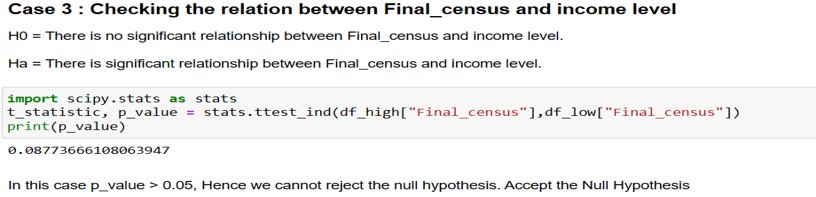 Case 3 : Checking the relation between Final_census and income level
H0 = There is no significant relationship between Final_census and income level.
Ha = There is significant relationship between Final_census and income level.
import scipy.stats as stats
t_statistic, p_value = stats.ttest_ind(df_high["Final_census"],df_low["Final_census"])
print(p_value)
0.08773666108063947
In this case p_value > 0.05, Hence we cannot reject the null hypothesis. Accept the Null Hypothesis